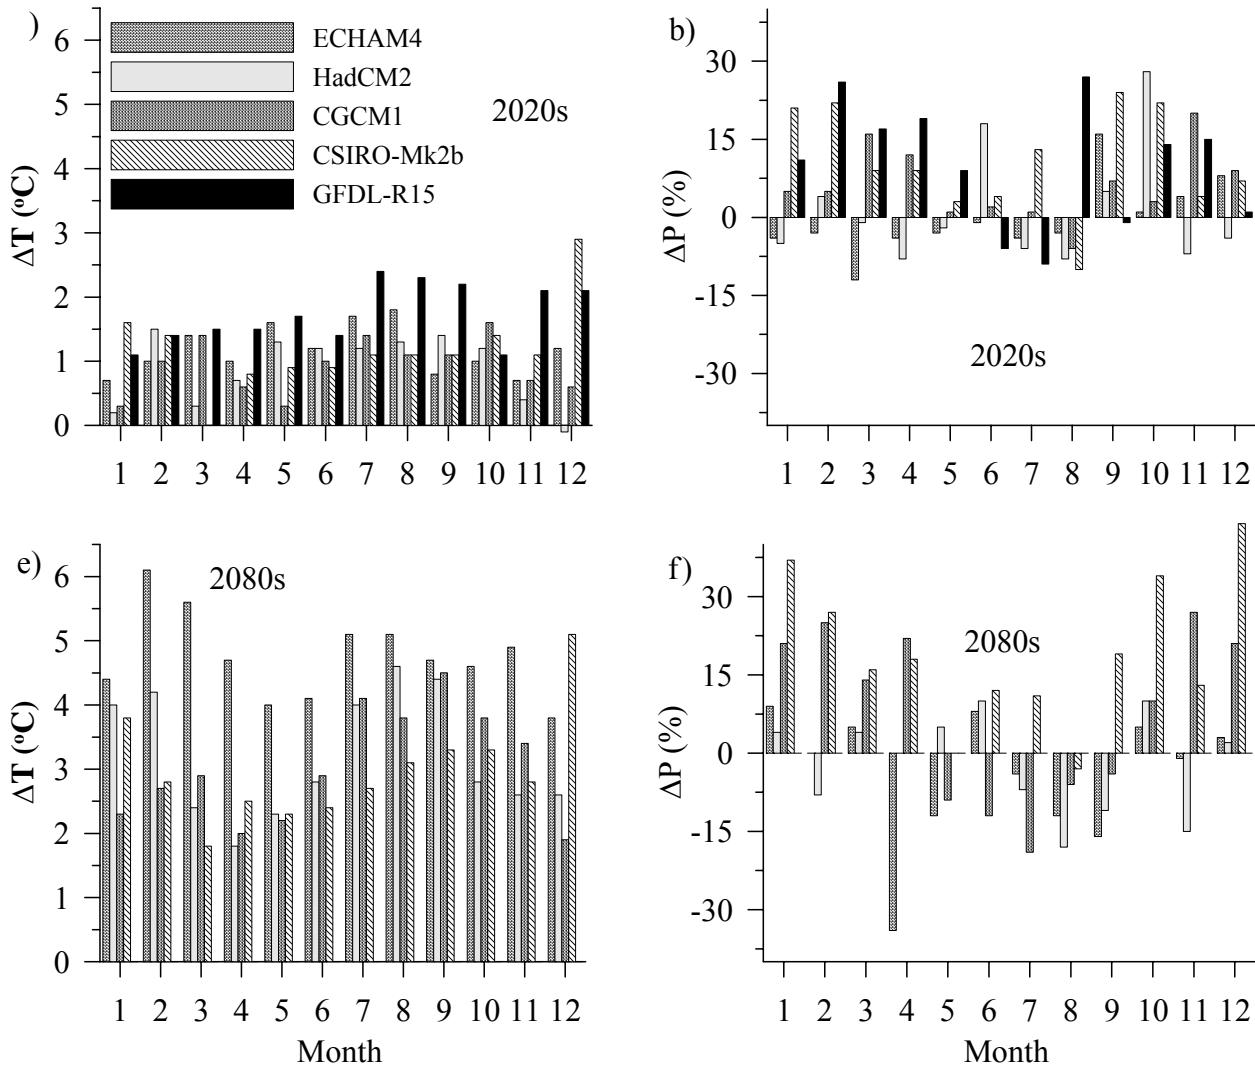 )
6
5
4
3
2
1
0
ΔT (°C)
ECHAM4
HadCM2
CGCM1
CSIRO-Mk2b
GFDL-R15
2020s
1 2 3 4 5 6 7 8 9 10 11 12
b)
30
15
0
-15
-30
ΔP (%)
2020s
1 2 3 4 5 6 7 8 9 10 11 12
e)
6
5
4
3
2
1
0
ΔT (°C)
2080s
1 2 3 4 5 6 7 8 9 10 11 12
Month
f)
30
15
0
-15
-30
ΔP (%)
2080s
1 2 3 4 5 6 7 8 9 10 11 12
Month